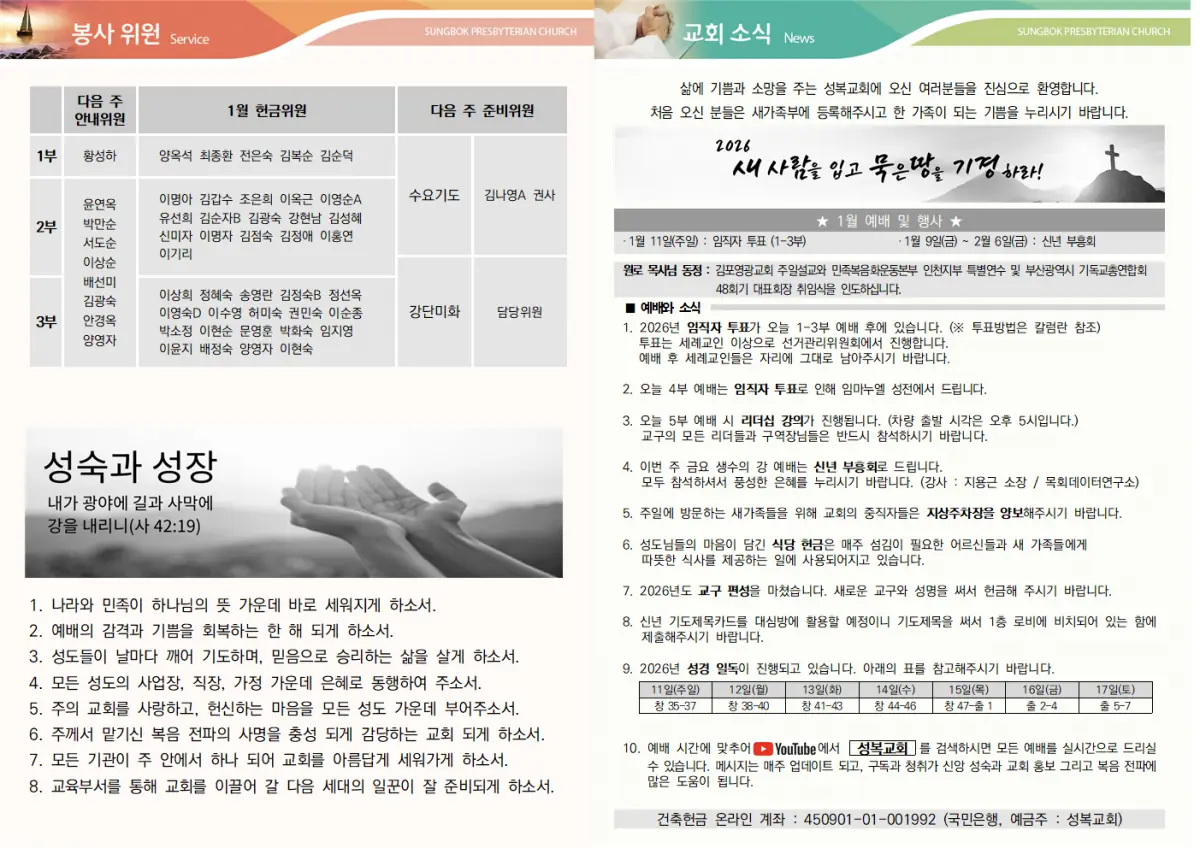 봉사 위원 Service
SUNGBOK PRESBYTERIAN CHURCH
다음 주
안내위원
1월 헌금위원
다음 주 준비위원
1부
황성하
양옥석 최종환 전은숙 김복순 김순덕
2부
윤연옥
박만순
서도순
이상순
배선미
김광숙
안경옥
양영자
이명아 김갑수 조은희 이옥근 이영순A
유선희 김순자B 김광숙 강현남 김성혜
신미자 이명자 김점숙 김정애 이홍연
이기리
3부
이상희 정혜숙 송영란 김정숙B 정선옥
이영숙D 이수영 허미숙 권민숙 이순종
박소정 이현순 문영훈 박화숙 임지영
이윤지 배정숙 양영자 이현숙
수요기도
김나영A 권사
강단미화
담당위원
성숙과 성장
내가 광야에 길과 사막에
강을 내리니(사 42:19)
1. 나라와 민족이 하나님의 뜻 가운데 바로 세워지게 하소서.
2. 예배의 감격과 기쁨을 회복하는 한 해 되게 하소서.
3. 성도들이 날마다 깨어 기도하며, 믿음으로 승리하는 삶을 살게 하소서.
4. 모든 성도의 사업장, 직장, 가정 가운데 은혜로 동행하여 주소서.
5. 주의 교회를 사랑하고, 헌신하는 마음을 모든 성도 가운데 부어주소서.
6. 주께서 맡기신 복음 전파의 사명을 충성 되게 감당하는 교회 되게 하소서.
7. 모든 기관이 주 안에서 하나 되어 교회를 아름답게 세워가게 하소서.
8. 교육부서를 통해 교회를 이끌어 갈 다음 세대의 일꾼이 잘 준비되게 하소서.
교회 소식 News
SUNGBOK PRESBYTERIAN CHURCH
삶에 기쁨과 소망을 주는 성복교회에 오신 여러분들을 진심으로 환영합니다.
처음 오신 분들은 새가족부에 등록해주시고 한 가족이 되는 기쁨을 누리시기 바랍니다.
2026
새 사람을 입고 묵은땅을 기경하라!
★ 1월 예배 및 행사 ★
·1월 11일(주일) : 임직자 투표 (1-3부)
·1월 9일(금) ~ 2월 6일(금) : 신년 부흥회
원로 목사님 동정 : 김포영광교회 주일설교와 민족복음화운동본부 인천지부 특별연수 및 부산광역시 기독교총연합회
48회기 대표회장 취임식을 인도하십니다.
■ 예배와 소식
1. 2026년 임직자 투표가 오늘 1-3부 예배 후에 있습니다. (※ 투표방법은 칼럼란 참조)
투표는 세례교인 이상으로 선거관리위원회에서 진행합니다.
예배 후 세례교인들은 자리에 그대로 남아주시기 바랍니다.
2. 오늘 4부 예배는 임직자 투표로 인해 임마누엘 성전에서 드립니다.
3. 오늘 5부 예배 시 리더십 강의가 진행됩니다. (차량 출발 시각은 오후 5시입니다.)
교구의 모든 리더들과 구역장님들은 반드시 참석하시기 바랍니다.
4. 이번 주 금요 생수의 강 예배는 신년 부흥회로 드립니다.
모두 참석하셔서 풍성한 은혜를 누리시기 바랍니다. (강사 : 지용근 소장 / 목회데이터연구소)
5. 주일에 방문하는 새가족들을 위해 교회의 중직자들은 지상주차장을 양보해주시기 바랍니다.
6. 성도님들의 마음이 담긴 식당 헌금은 매주 섬김이 필요한 어르신들과 새 가족들에게
따뜻한 식사를 제공하는 일에 사용되어지고 있습니다.
7. 2026년도 교구 편성을 마쳤습니다. 새로운 교구와 성명을 써서 헌금해 주시기 바랍니다.
8. 신년 기도제목카드를 대심방에 활용할 예정이니 기도제목을 써서 1층 로비에 비치되어 있는 함에
제출해주시기 바랍니다.
9. 2026년 성경 일독이 진행되고 있습니다. 아래의 표를 참고해주시기 바랍니다.
11일(주일) 12일(월) 13일(화) 14일(수) 15일(목) 16일(금) 17일(토)
창 35-37 창 38-40 창 41-43 창 44-46 창 47-출 1 출 2-4 출 5-7
10. 예배 시간에 맞추어 YouTube에서 성복교회 를 검색하시면 모든 예배를 실시간으로 드리실
수 있습니다. 메시지는 매주 업데이트 되고, 구독과 청취가 신앙 성숙과 교회 홍보 그리고 복음 전파에
많은 도움이 됩니다.
건축헌금 온라인 계좌 : 450901-01-001992 (국민은행, 예금주 : 성복교회)